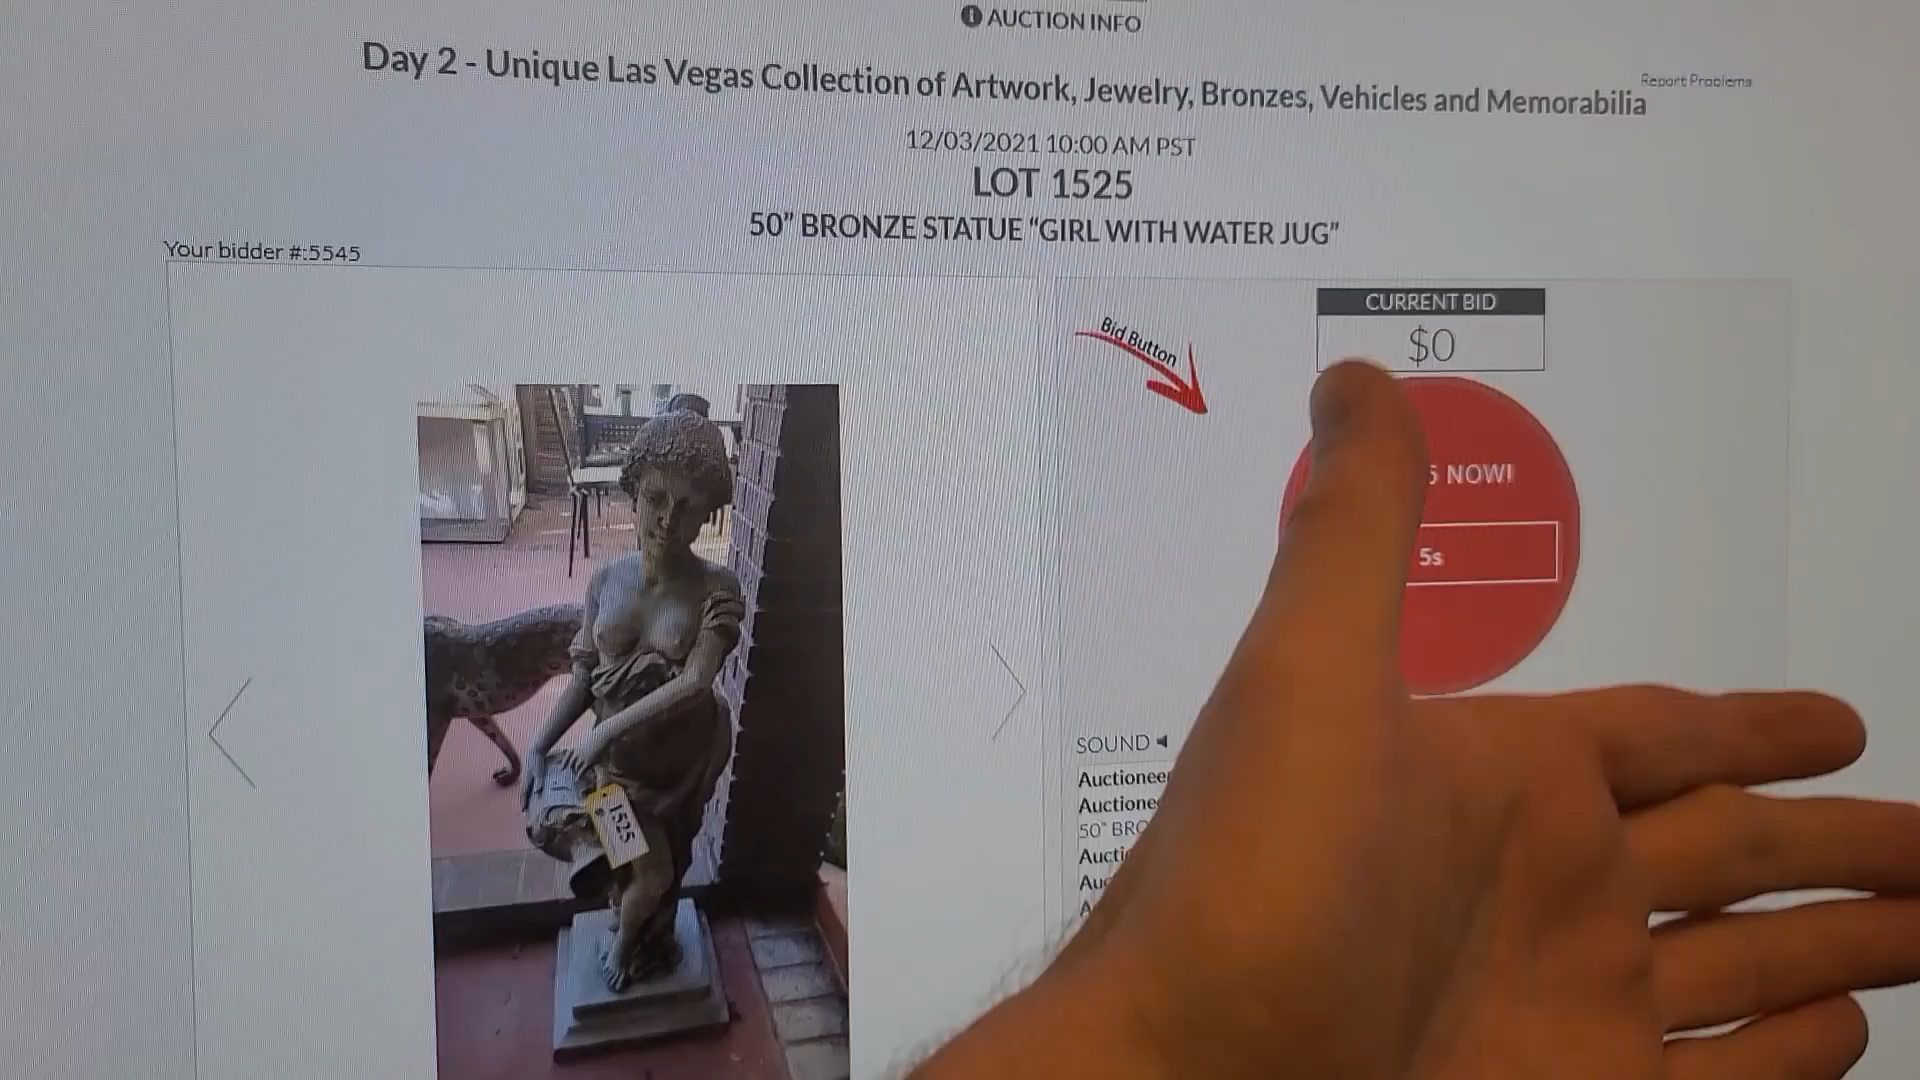 AUCTION INFO
Day 2 - Unique Las Vegas Collection of Artwork, Jewelry, Bronzes, Vehicles and Memorabilia
Report Problems
12/03/2021 10:00 AM PST
LOT 1525
50” BRONZE STATUE “GIRL WITH WATER JUG”
Your bidder #:5545
CURRENT BID
$0
Bid Button
NOW!
5s
1525
SOUND
Auctioneer
50”